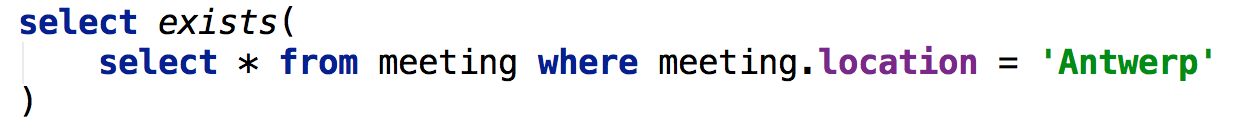 select exists(
    select * from meeting where meeting.location = 'Antwerp'
)